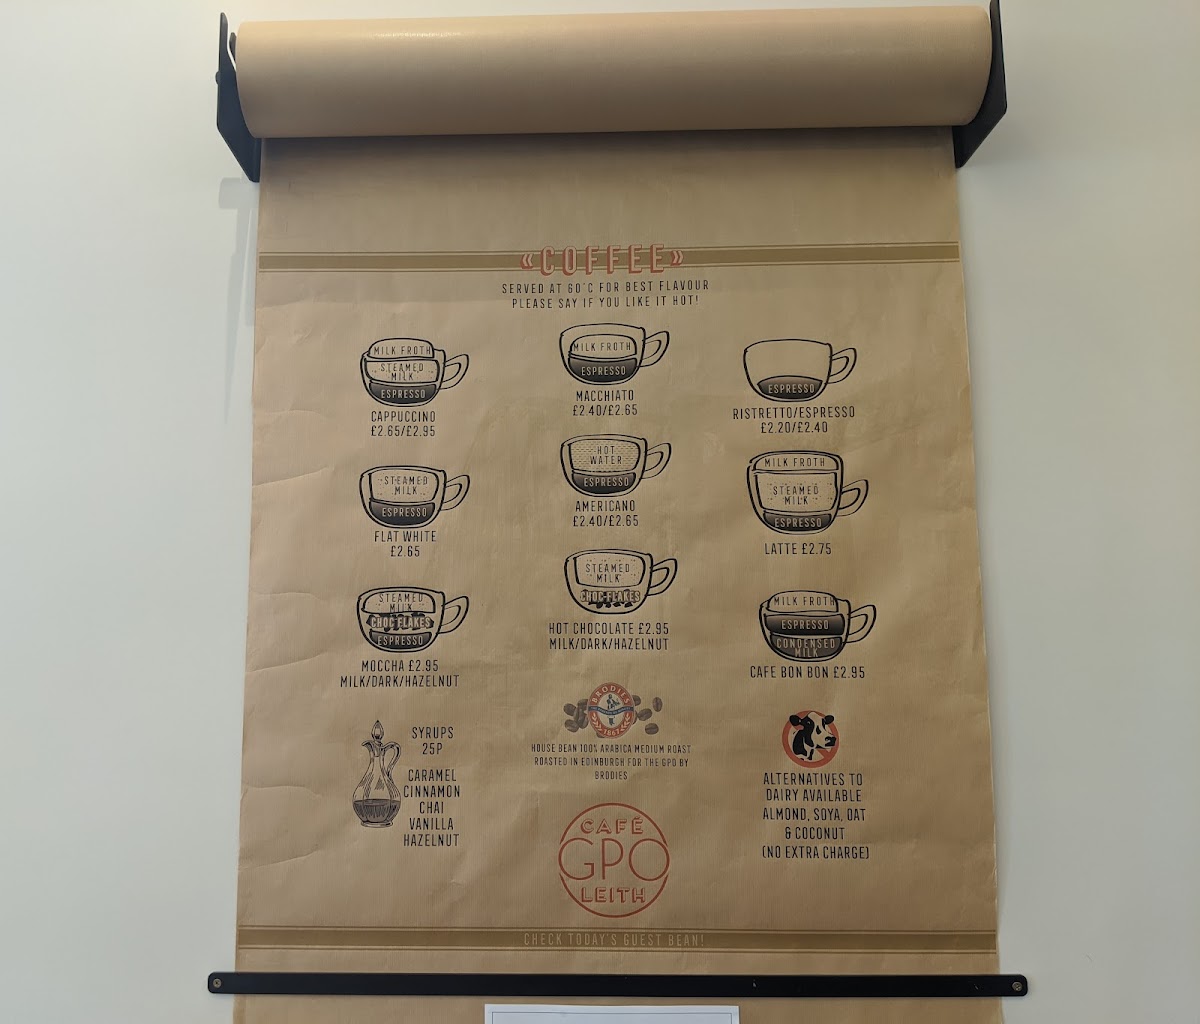 «COFFEE»
SERVED AT 60°C FOR BEST FLAVOUR
PLEASE SAY IF YOU LIKE IT HOT!
MILK FROTH
STEAMED
MILK
ESPRESSO
CAPPUCCINO
£2.65/£2.95
MILK FROTH
ESPRESSO
MACCHIATO
£2.40/£2.65
ESPRESSO
RISTRETTO/ESPRESSO
£2.20/£2.40
STEAMED
MILK
ESPRESSO
FLAT WHITE
£2.65
HOT
WATER
ESPRESSO
AMERICANO
£2.40/£2.65
MILK FROTH
STEAMED
MILK
ESPRESSO
LATTE £2.75
STEAMED
MILK
CHOC FLAKES
ESPRESSO
MOCCHA £2.95
MILK/DARK/HAZELNUT
STEAMED
MILK
CHOC-FLAKES
HOT CHOCOLATE £2.95
MILK/DARK/HAZELNUT
MILK FROTH
ESPRESSO
CONDENSED
MILK
CAFE BON BON £2.95
SYRUPS
25P
CARAMEL
CINNAMON
CHAI
VANILLA
HAZELNUT
BRODIES
1867
HOUSE BEAN 100% ARABICA MEDIUM ROAST
ROASTED IN EDINBURGH FOR THE GPO BY
BRODIES
CAFÉ
GPO
LEITH
ALTERNATIVES TO
DAIRY AVAILABLE
ALMOND, SOYA, OAT
& COCONUT
(NO EXTRA CHARGE)
CHECK TODAY'S GUEST BEAN!